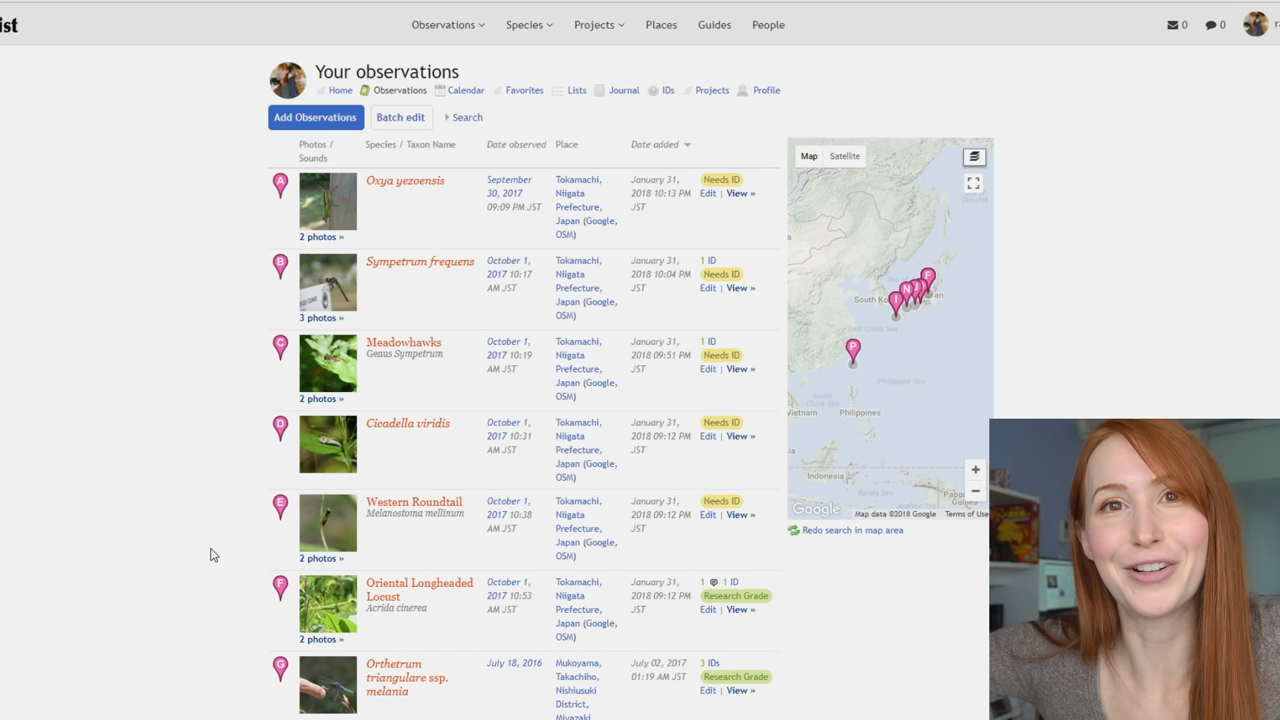 ist
Observations Species Projects Places Guides People
0 0
Your observations
Home Observations Calendar Favorites Lists Journal IDs Projects Profile
Add Observations Batch edit Search
Photos / Species / Taxon Name Date observed Place Date added
Sounds
A
Oxya yezoensis
September
30, 2017
09:09 PM JST
Tokamachi,
Niigata
Prefecture,
Japan (Google,
OSM)
January 31,
2018 10:13 PM
JST
Needs ID
Edit | View »
2 photos »
B
Sympetrum frequens
October 1,
2017 10:17
AM JST
Tokamachi,
Niigata
Prefecture,
Japan (Google,
OSM)
January 31,
2018 10:04 PM
JST
1 ID
Needs ID
Edit | View »
3 photos »
C
Meadowhawks
Genus Sympetrum
October 1,
2017 10:19
AM JST
Tokamachi,
Niigata
Prefecture,
Japan (Google,
OSM)
January 31,
2018 09:51 PM
JST
1 ID
Needs ID
Edit | View »
2 photos »
D
Cicadella viridis
October 1,
2017 10:31
AM JST
Tokamachi,
Niigata
Prefecture,
Japan (Google,
OSM)
January 31,
2018 09:12 PM
JST
Needs ID
Edit | View »
E
Western Roundtail
Melanostoma mellinum
October 1,
2017 10:38
AM JST
Tokamachi,
Niigata
Prefecture,
Japan (Google,
OSM)
January 31,
2018 09:12 PM
JST
Needs ID
Edit | View »
2 photos »
F
Oriental Longheaded
Locust
Acrida cinerea
October 1,
2017 10:53
AM JST
Tokamachi,
Niigata
Prefecture,
Japan (Google,
OSM)
January 31,
2018 09:12 PM
JST
1 1 ID
Research Grade
Edit | View »
2 photos »
G
Orthetrum
triangulare ssp.
melania
July 18, 2016
Mukoyama,
Takachiho,
Nishiusuki
District,
Miyazaki
July 02, 2017
01:19 AM JST
3 IDs
Research Grade
Edit | View »
Map Satellite
F
I N J
South Ko
East China Sea
P
Philippine Sea
South
China Sea
Vietnam Philippines
Indonesia
Banda Sea
Papu
Google Map data ©2018 Google Terms of Use
Redo search in map area